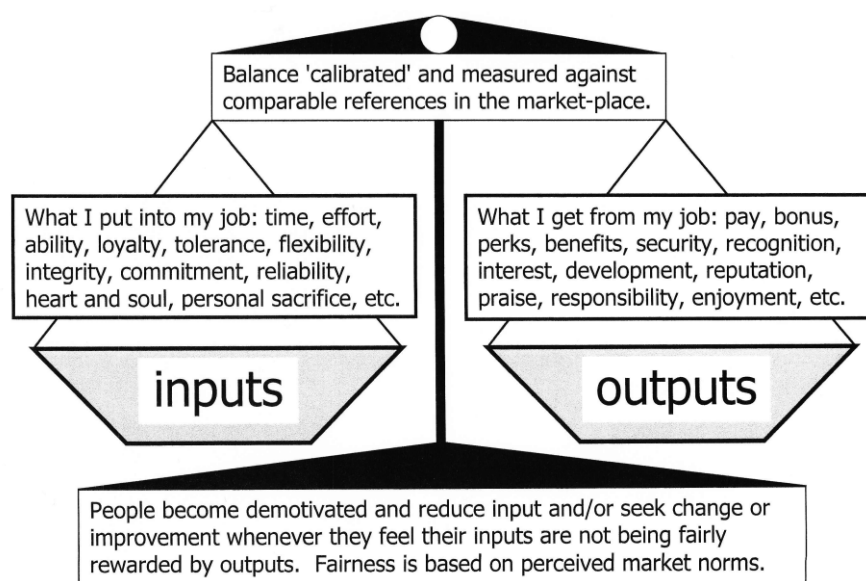 Balance 'calibrated' and measured against
comparable references in the market-place.
What I put into my job: time, effort,
ability, loyalty, tolerance, flexibility,
integrity, commitment, reliability,
heart and soul, personal sacrifice, etc.
What I get from my job: pay, bonus,
perks, benefits, security, recognition,
interest, development, reputation,
praise, responsibility, enjoyment, etc.
inputs
outputs
People become demotivated and reduce input and/or seek change or
improvement whenever they feel their inputs are not being fairly
rewarded by outputs.  Fairness is based on perceived market norms.